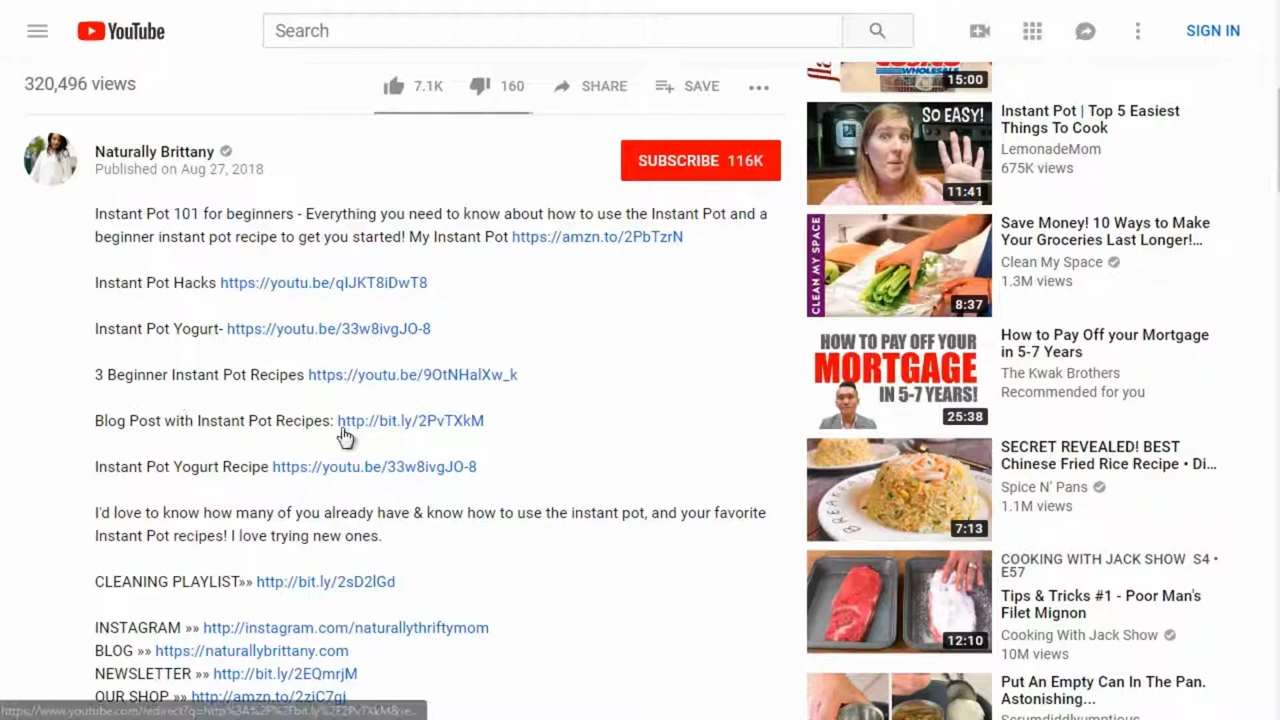 YouTube
Search
SIGN IN
320,496 views
7.1K
160
SHARE
SAVE
Naturally Brittany
Published on Aug 27, 2018
SUBSCRIBE 116K
Instant Pot 101 for beginners - Everything you need to know about how to use the Instant Pot and a
beginner instant pot recipe to get you started! My Instant Pot https://amzn.to/2PbTzrN
Instant Pot Hacks https://youtu.be/qIJKT8iDwT8
Instant Pot Yogurt- https://youtu.be/33w8ivgJO-8
3 Beginner Instant Pot Recipes https://youtu.be/9OtNHalXw_k
Blog Post with Instant Pot Recipes: http://bit.ly/2PvTXkM
Instant Pot Yogurt Recipe https://youtu.be/33w8ivgJO-8
I'd love to know how many of you already have & know how to use the instant pot, and your favorite
Instant Pot recipes! I love trying new ones.
CLEANING PLAYLIST»» http://bit.ly/2sD2lGd
INSTAGRAM »» http://instagram.com/naturallythriftymom
BLOG »» https://naturallybrittany.com
NEWSLETTER »» http://bit.ly/2EQmrjM
OUR SHOP »» http://amzn.to/2ziC7gj
WHOLESALE
15:00
SO EASY!
11:41
Instant Pot | Top 5 Easiest
Things To Cook
LemonadeMom
675K views
CLEAN MY SPACE
8:37
Save Money! 10 Ways to Make
Your Groceries Last Longer!...
Clean My Space
1.3M views
HOW TO PAY OFF YOUR
MORTGAGE
IN 5-7 YEARS!
25:38
How to Pay Off your Mortgage
in 5-7 Years
The Kwak Brothers
Recommended for you
7:13
SECRET REVEALED! BEST
Chinese Fried Rice Recipe • Di...
Spice N' Pans
1.1M views
12:10
COOKING WITH JACK SHOW S4 •
E57
Tips & Tricks #1 - Poor Man's
Filet Mignon
Cooking With Jack Show
10M views
Put An Empty Can In The Pan.
Astonishing...
Scrumdiddlyumptious